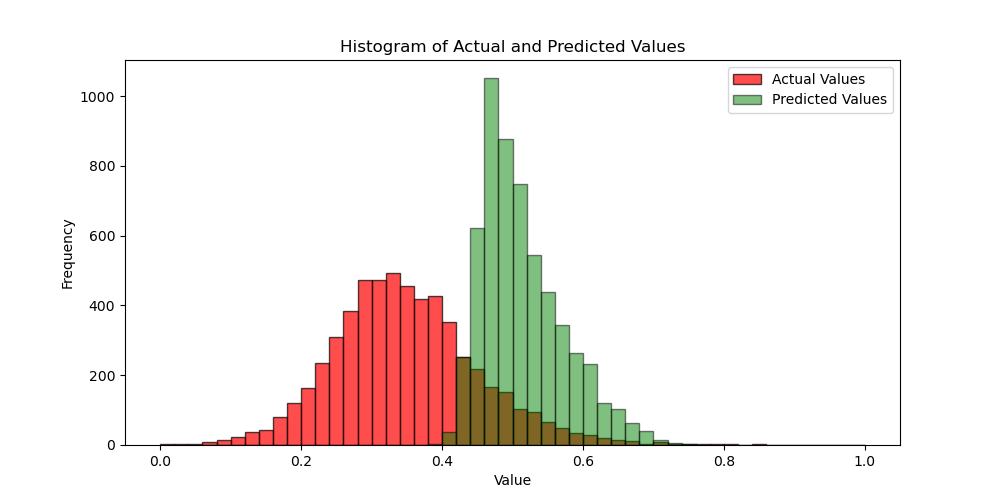 Histogram of Actual and Predicted Values
Actual Values
Predicted Values
1000
800
600
400
200
0
Frequency
0.0 0.2 0.4 0.6 0.8 1.0
Value